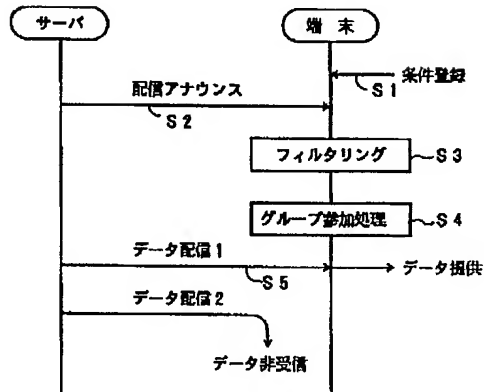 サーバ
端 末
条件登録
S1
配信アナウンス
S2
フィルタリング
S3
グループ参加処理
S4
データ配信1
データ提供
S5
データ配信2
データ非受信